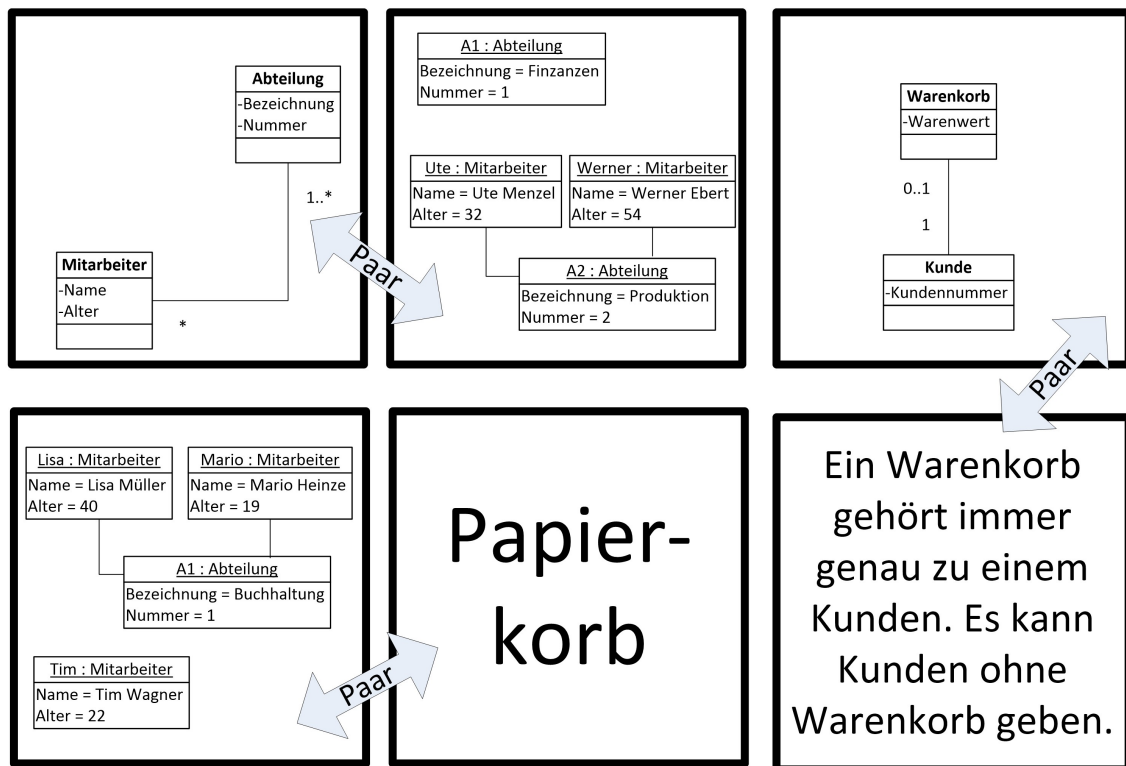 Abteilung
-Bezeichnung
-Nummer
1..*
Mitarbeiter
-Name
-Alter
*
Paar
A1 : Abteilung
Bezeichnung = Finzanzen
Nummer = 1
Ute : Mitarbeiter
Name = Ute Menzel
Alter = 32
Werner : Mitarbeiter
Name = Werner Ebert
Alter = 54
A2 : Abteilung
Bezeichnung = Produktion
Nummer = 2
Warenkorb
-Warenwert
0..1
1
Kunde
-Kundennummer
Paar
Lisa : Mitarbeiter
Name = Lisa Müller
Alter = 40
Mario : Mitarbeiter
Name = Mario Heinze
Alter = 19
A1 : Abteilung
Bezeichnung = Buchhaltung
Nummer = 1
Tim : Mitarbeiter
Name = Tim Wagner
Alter = 22
Paar
Papier-
korb
Ein Warenkorb
gehört immer
genau zu einem
Kunden. Es kann
Kunden ohne
Warenkorb geben.